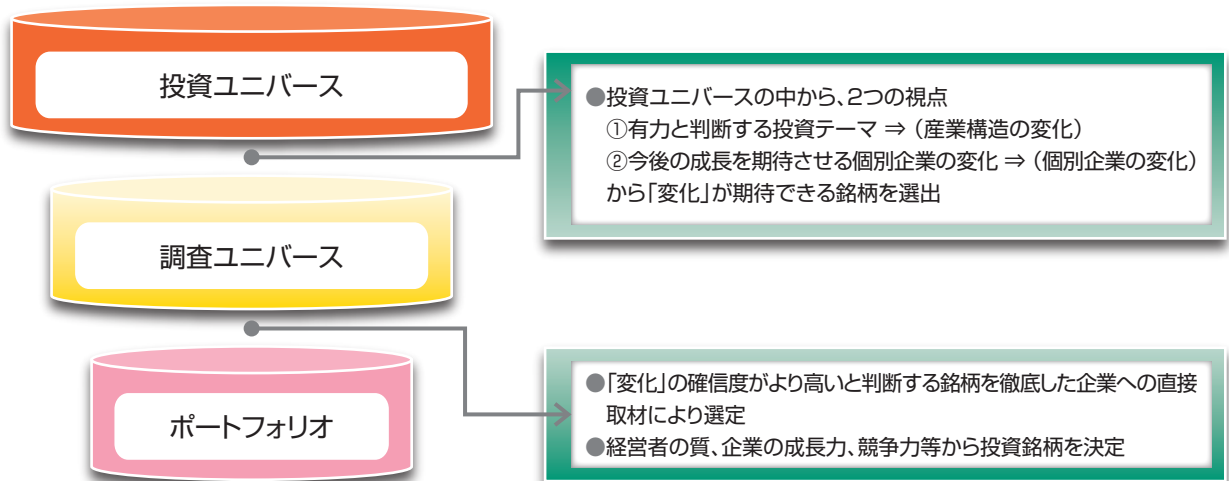 投資ユニバース
●投資ユニバースの中から、2つの視点
①有力と判断する投資テーマ ⇒（産業構造の変化）
②今後の成長を期待させる個別企業の変化 ⇒（個別企業の変化）
から「変化」が期待できる銘柄を選出
調査ユニバース
●「変化」の確信度がより高いと判断する銘柄を徹底した企業への直接
取材により選定
●経営者の質、企業の成長力、競争力等から投資銘柄を決定
ポートフォリオ